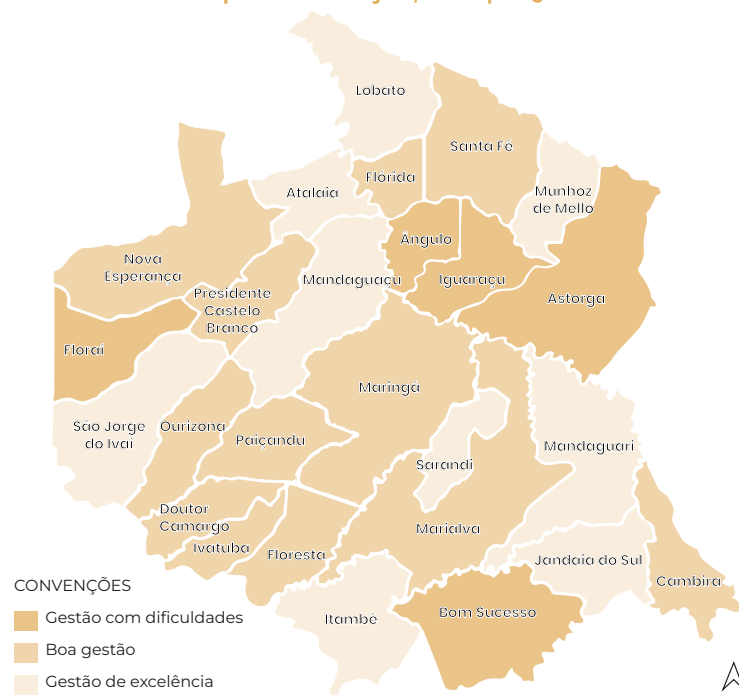 Lobato
Santa Fé
Flórida
Munhoz
de Mello
Atalaia
Ângulo
Nova
Esperança
Mandaguaçu
Iguaraçu
Presidente
Castelo
Branco
Astorga
Floraí
Maringá
São Jorge
do Ivaí
Ourizona
Paiçandu
Mandaguari
Sarandi
Doutor
Camargo
Marialva
Ivatuba
Floresta
Jandaia do Sul
Cambira
Itambé
Bom Sucesso
CONVENÇÕES
Gestão com dificuldades
Boa gestão
Gestão de excelência